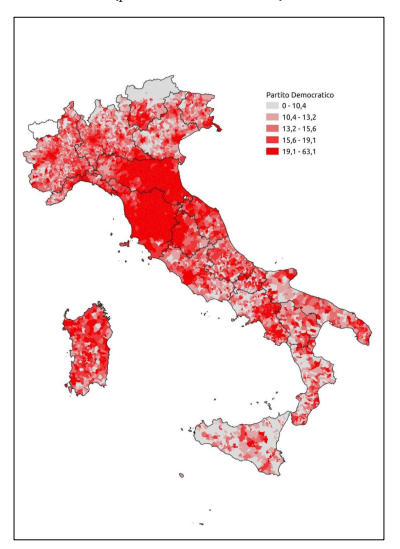 Partito Democratico
0 - 10,4
10,4 - 13,2
13,2 - 15,6
15,6 - 19,1
19,1 - 63,1